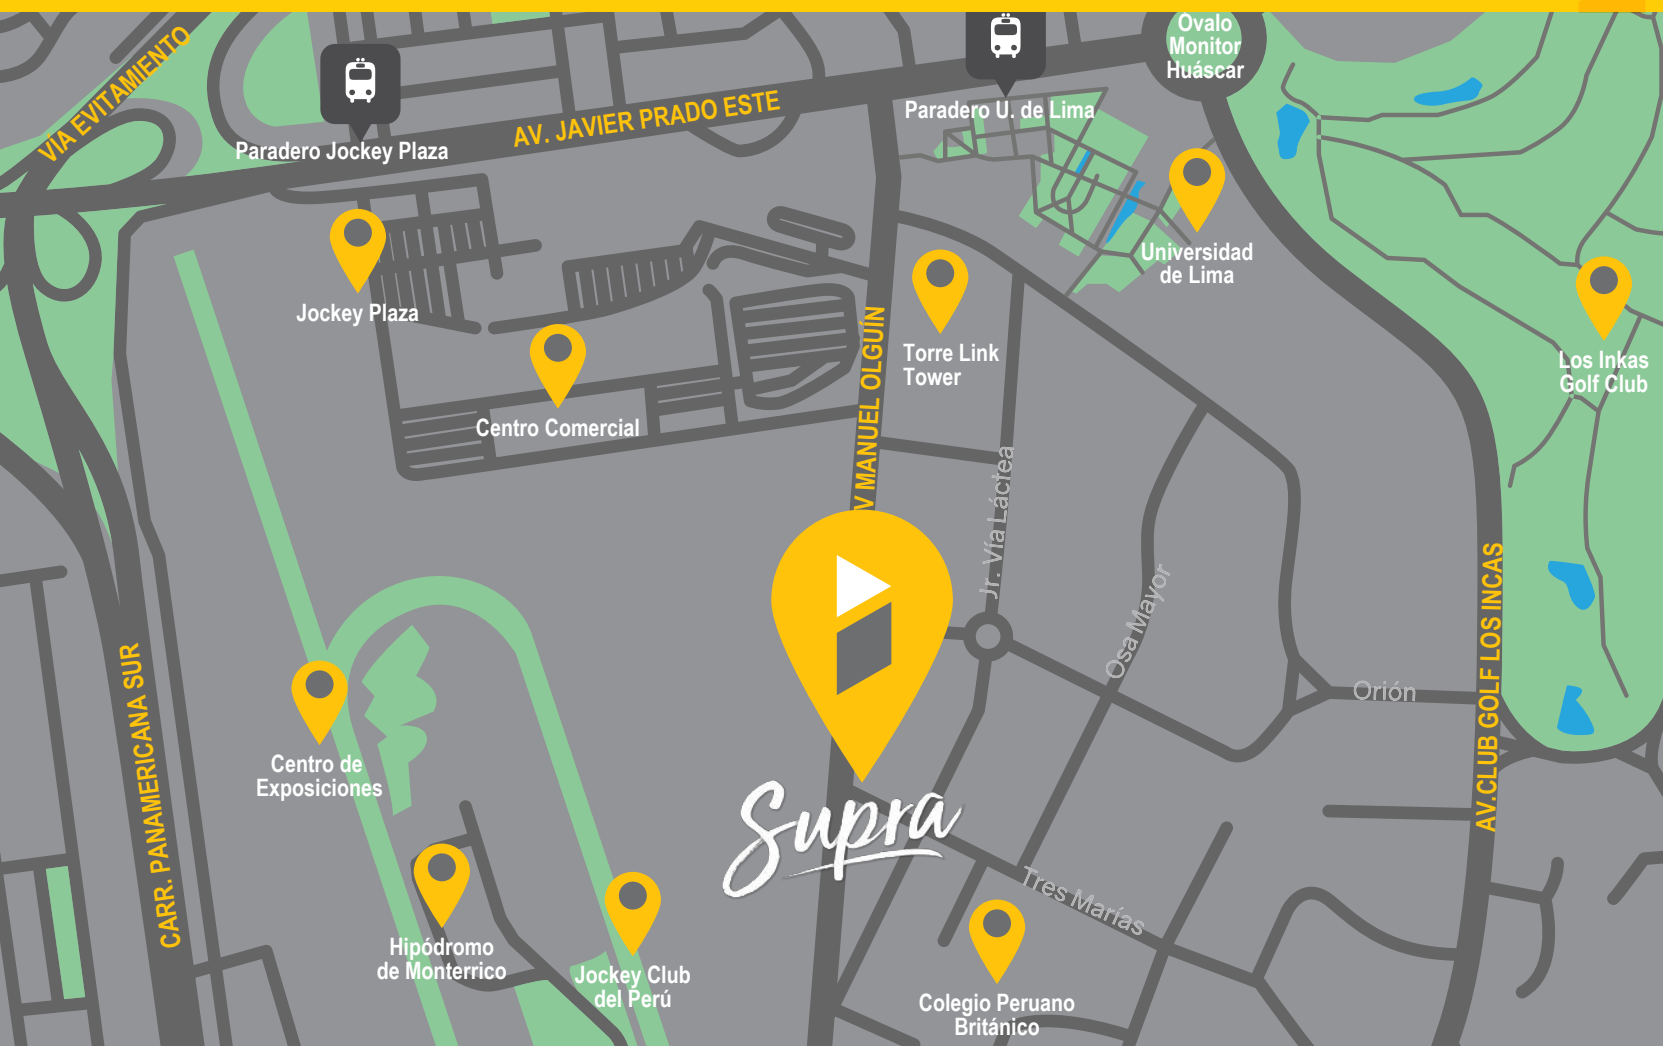 VÍA EVITAMIENTO
Paradero Jockey Plaza
AV. JAVIER PRADO ESTE
Paradero U. de Lima
Óvalo
Monitor
Huáscar
Jockey Plaza
Universidad
de Lima
Torre Link
Tower
Los Inkas
Golf Club
Centro Comercial
V MANUEL OLGUÍN
Jr. Vía Láctea
Osa Mayor
Orión
AV.CLUB GOLF LOS INCAS
CARR. PANAMERICANA SUR
Centro de
Exposiciones
Supra
Tres Marías
Hipódromo
de Monterrico
Jockey Club
del Perú
Colegio Peruano
Británico